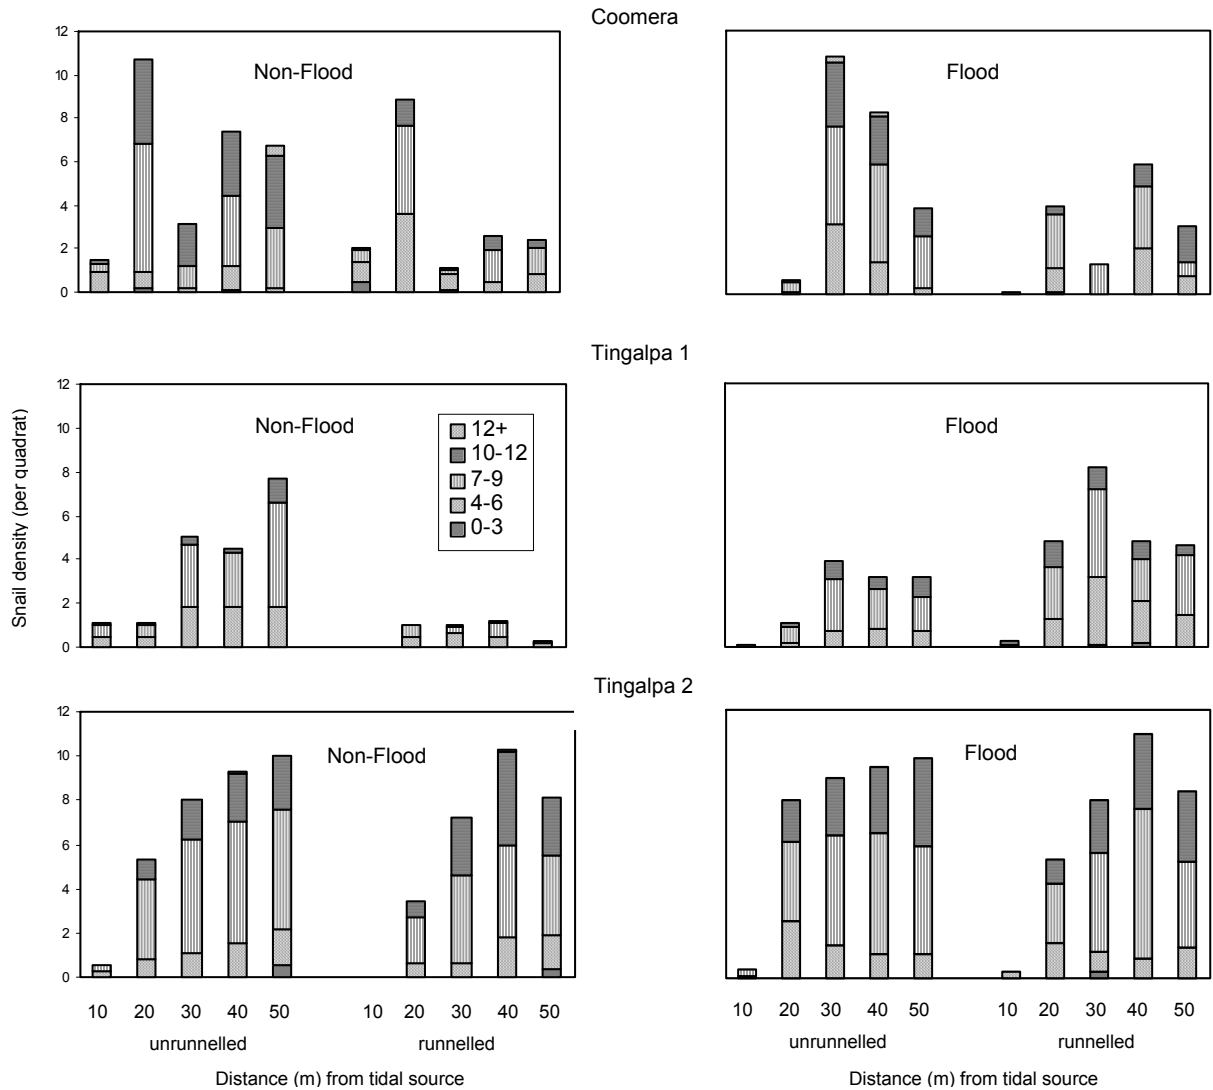 Coomera
Non-Flood
Flood
12
10
8
6
4
2
0
Tingalpa 1
Non-Flood
Flood
12
10
8
6
4
2
0
12+
10-12
7-9
4-6
0-3
Snail density (per quadrat)
Tingalpa 2
Non-Flood
Flood
12
10
8
6
4
2
0
10 20 30 40 50 10 20 30 40 50
unrunnelled runnelled
Distance (m) from tidal source
10 20 30 40 50 10 20 30 40 50
unrunnelled runnelled
Distance (m) from tidal source